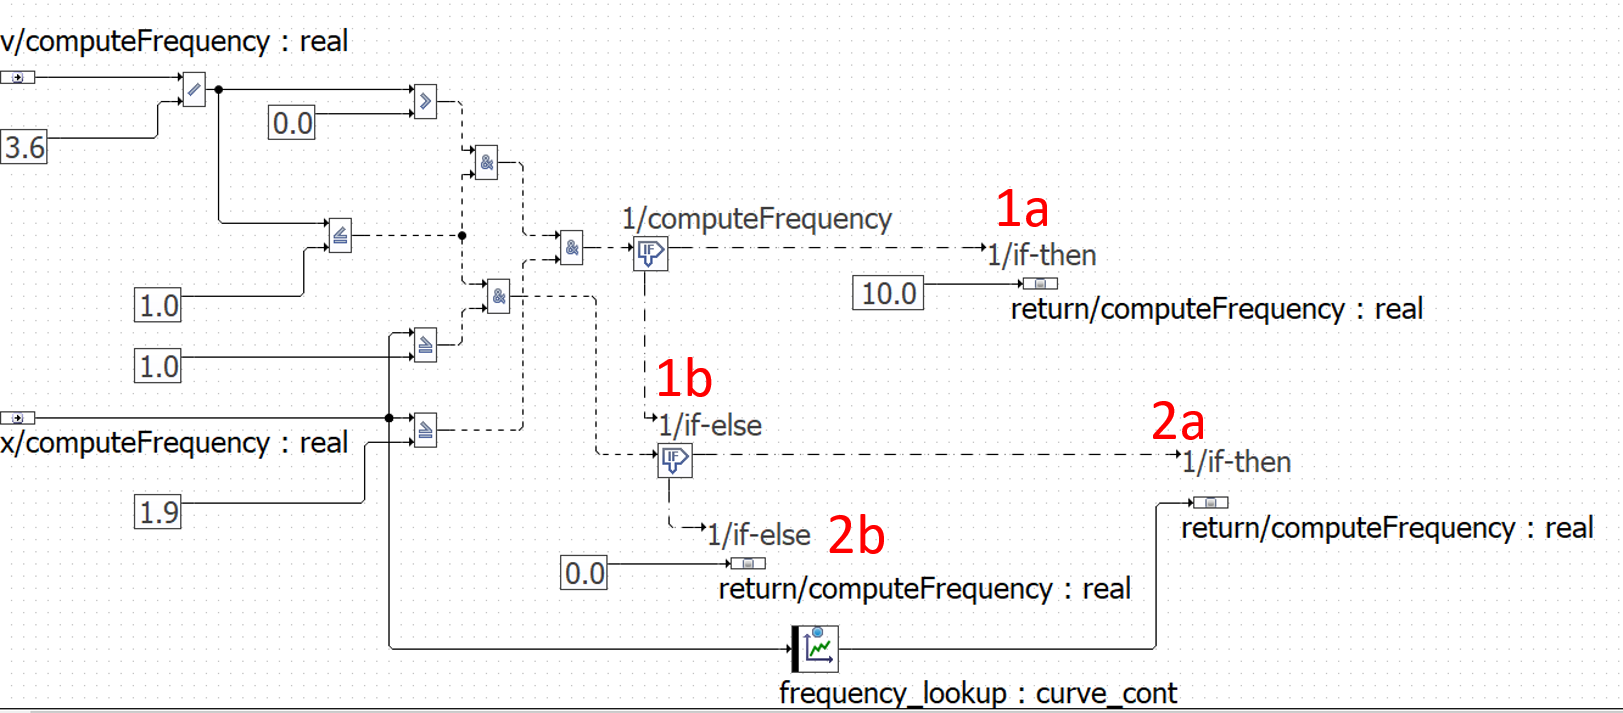 v/computeFrequency : real
/
3.6
0.0
>
&
1/computeFrequency
1a
≤
&
IF
1/if-then
1.0
&
10.0
return/computeFrequency : real
≥
1.0
1b
x/computeFrequency : real
≥
1/if-else
2a
IF
1/if-then
1.9
1/if-else
2b
return/computeFrequency : real
0.0
return/computeFrequency : real
frequency_lookup : curve_cont